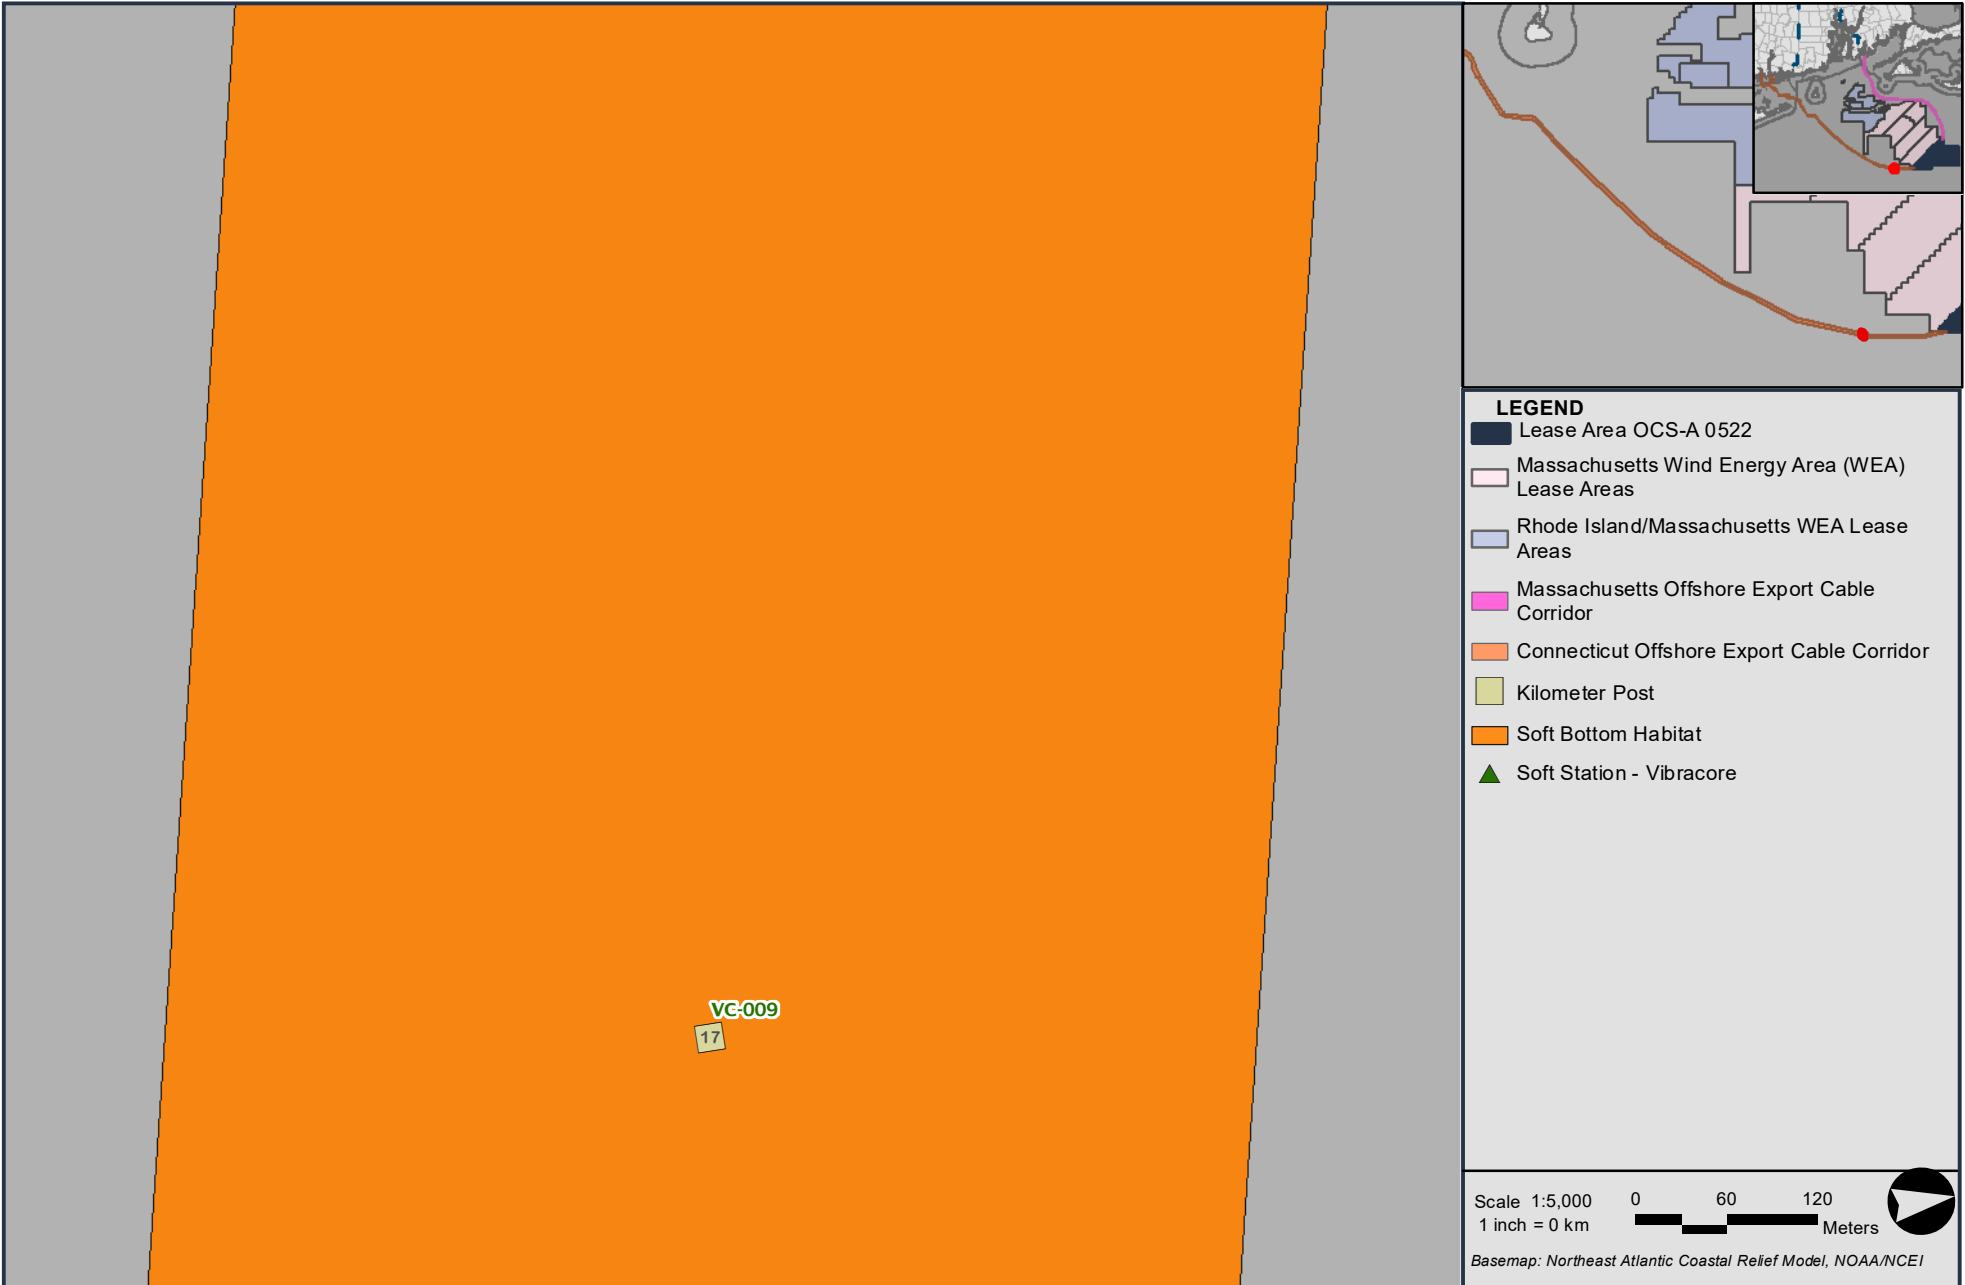 VC-009
17
LEGEND
Lease Area OCS-A 0522
Massachusetts Wind Energy Area (WEA)
Lease Areas
Rhode Island/Massachusetts WEA Lease
Areas
Massachusetts Offshore Export Cable
Corridor
Connecticut Offshore Export Cable Corridor
Kilometer Post
Soft Bottom Habitat
Soft Station - Vibracore
Scale 1:5,000
1 inch = 0 km
0 60 120
Meters
Basemap: Northeast Atlantic Coastal Relief Model, NOAA/NCEI